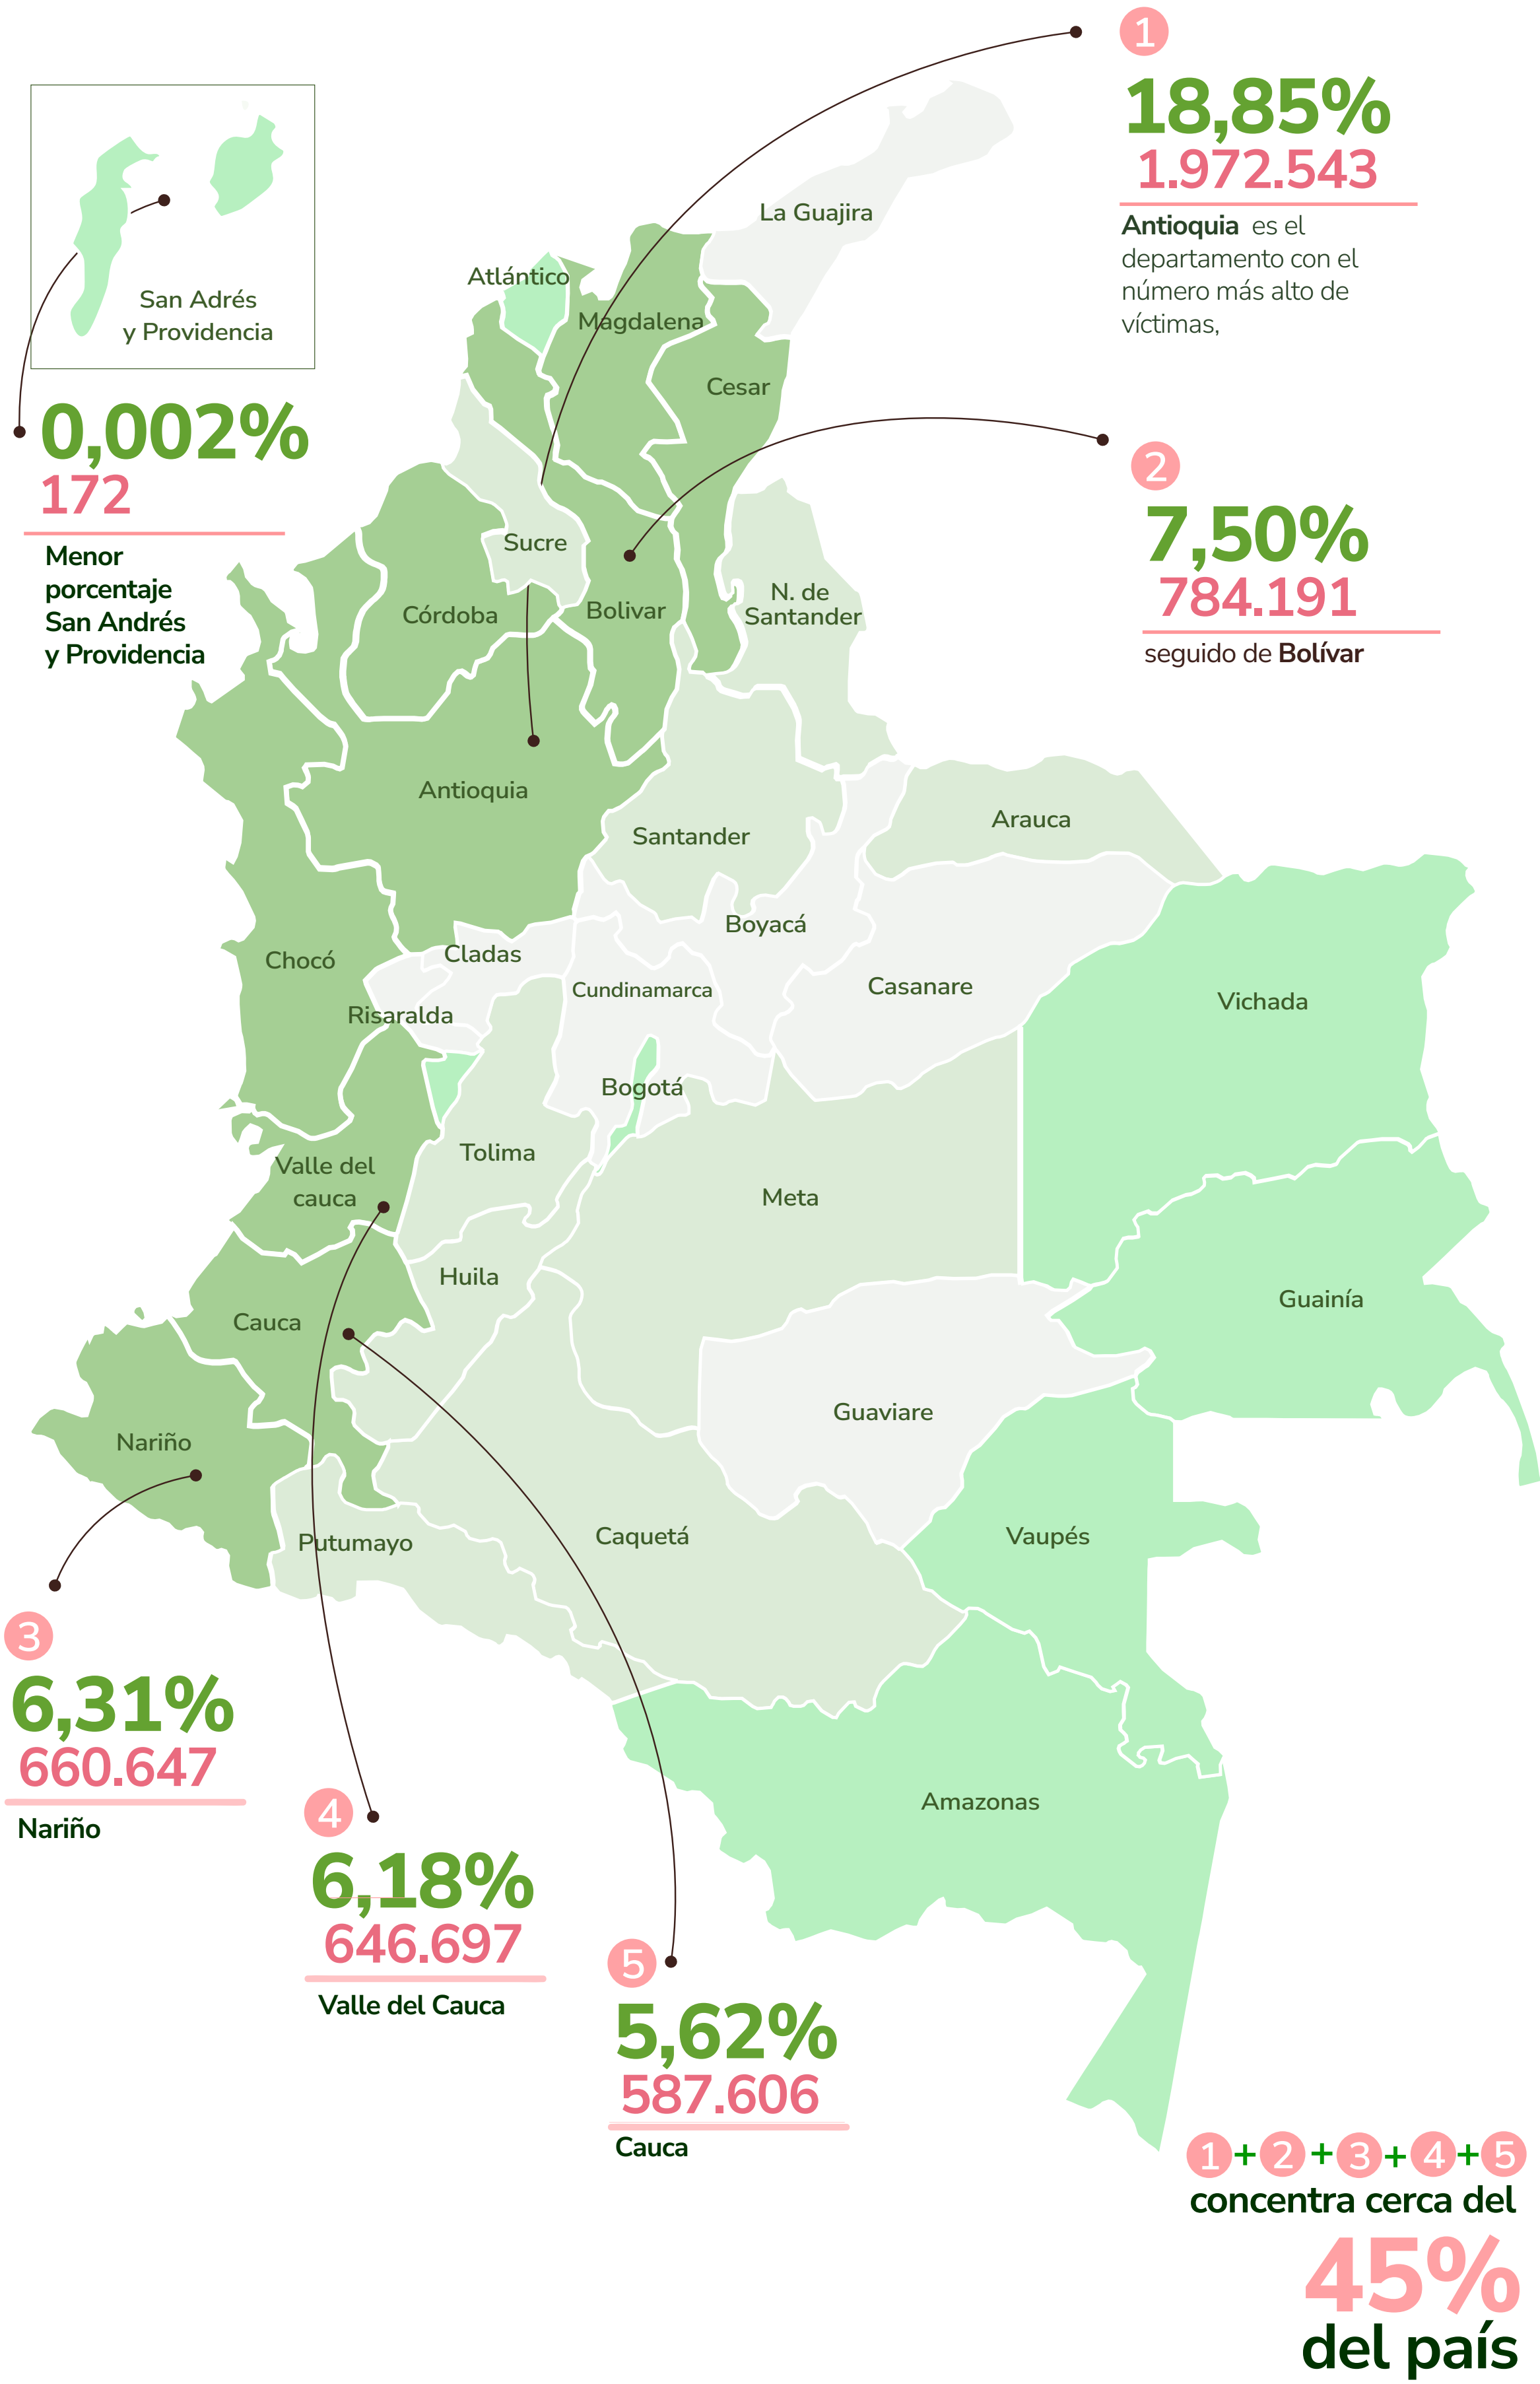 1
18,85%
1.972.543
Antioquia es el
departamento con el
número más alto de
víctimas,
San Adrés
y Providencia
0,002%
172
Menor
porcentaje
San Andrés
y Providencia
2
7,50%
784.191
seguido de Bolívar
La Guajira
Atlántico
Magdalena
Cesar
Sucre
Córdoba
Bolivar
N. de
Santander
Antioquia
Santander
Arauca
Boyacá
Chocó
Cladas
Cundinamarca
Casanare
Vichada
Risaralda
Bogotá
Tolima
Valle del
cauca
Meta
Huila
Cauca
Guainía
Nariño
Guaviare
Putumayo
Caquetá
Vaupés
Amazonas
3
6,31%
660.647
Nariño
4
6,18%
646.697
Valle del Cauca
5
5,62%
587.606
Cauca
1+2+3+4+5
concentra cerca del
45%
del país